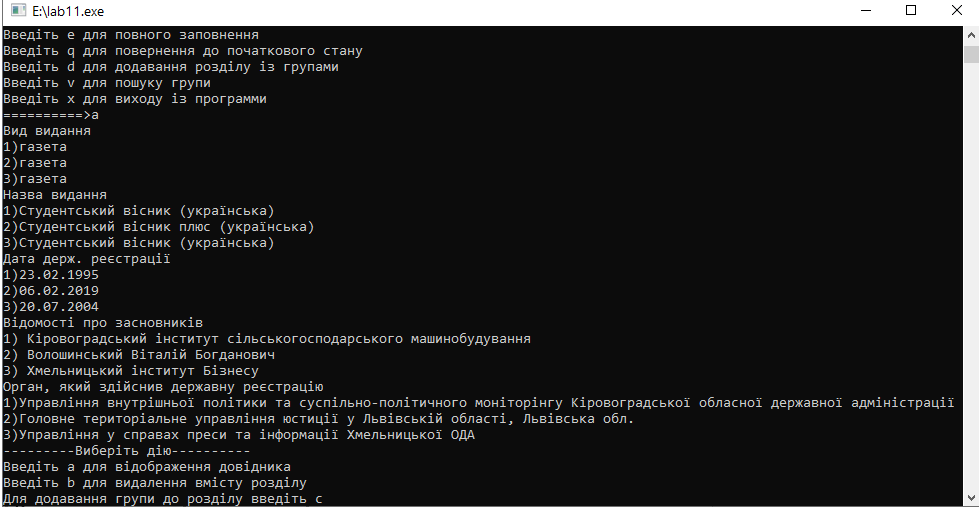 E:\lab11.exe
Введіть e для повного заповнення
Введіть q для повернення до початкового стану
Введіть d для додавання розділу із групами
Введіть v для пошуку групи
Введіть x для виходу із программи
==========>a
Вид видання
1)газета
2)газета
3)газета
Назва видання
1)Студентський вісник (українська)
2)Студентський вісник плюс (українська)
3)Студентський вісник (українська)
Дата держ. реєстрації
1)23.02.1995
2)06.02.2019
3)20.07.2004
Відомості про засновників
1) Кіровоградський інститут сільськогосподарського машинобудування
2) Волошинський Віталій Богданович
3) Хмельницький інститут Бізнесу
Орган, який здійснив державну реєстрацію
1)Управління внутрішньої політики та суспільно-політичного моніторінгу Кіровоградської обласної державної адміністрації
2)Головне територіальне управління юстиції у Львівській області, Львівська обл.
3)Управління у справах преси та інформації Хмельницької ОДА
---------Виберіть дію----------
Введіть a для відображення довідника
Введіть b для видалення вмісту розділу
Для додавання групи до розділу введіть c